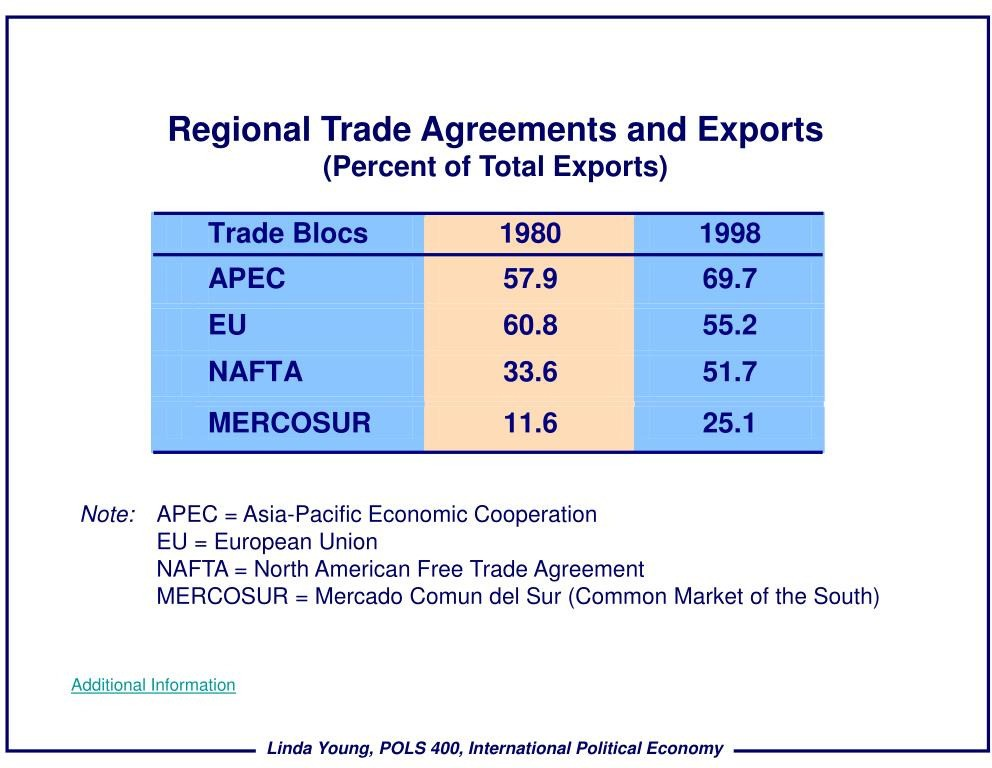 Regional Trade Agreements and Exports
(Percent of Total Exports)
Trade Blocs 1980 1998
APEC 57.9 69.7
EU 60.8 55.2
NAFTA 33.6 51.7
MERCOSUR 11.6 25.1
Note: APEC = Asia-Pacific Economic Cooperation
EU = European Union
NAFTA = North American Free Trade Agreement
MERCOSUR = Mercado Comun del Sur (Common Market of the South)
Additional Information
Linda Young, POLS 400, International Political Economy